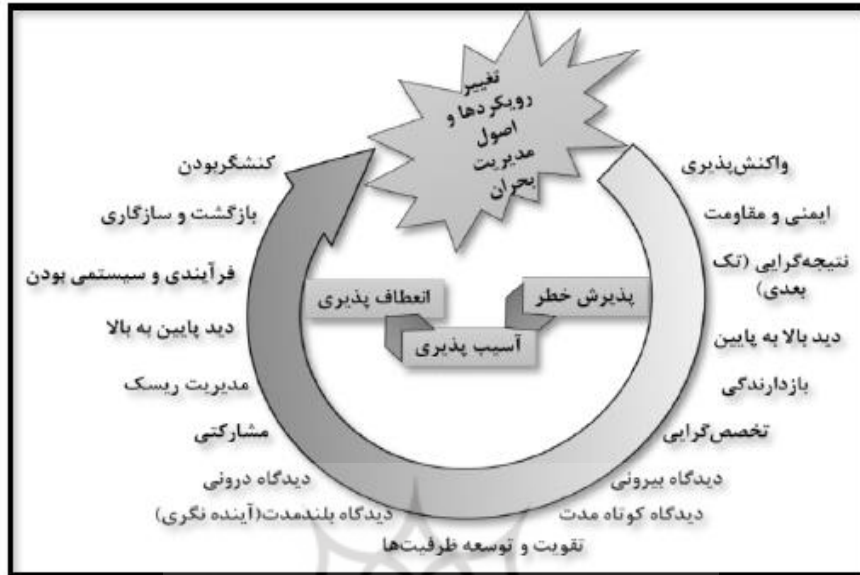 تغییر
رویکردها و
اصول
مدیریت
بحران
واکنش‌پذیری
ایمنی و مقاومت
نتیجه‌گرایی (تک
بعدی)
دید بالا به پایین
بازدارندگی
تخصص‌گرایی
دیدگاه بیرونی
دیدگاه کوتاه مدت
تقویت و توسعه ظرفیت‌ها
کنشگربودن
بازگشت و سازگاری
فرآیندی و سیستمی بودن
دید پایین به بالا
مدیریت ریسک
مشارکتی
دیدگاه درونی
دیدگاه بلندمدت(آینده نگری)
پذیرش خطر
آسیب پذیری
انعطاف پذیری